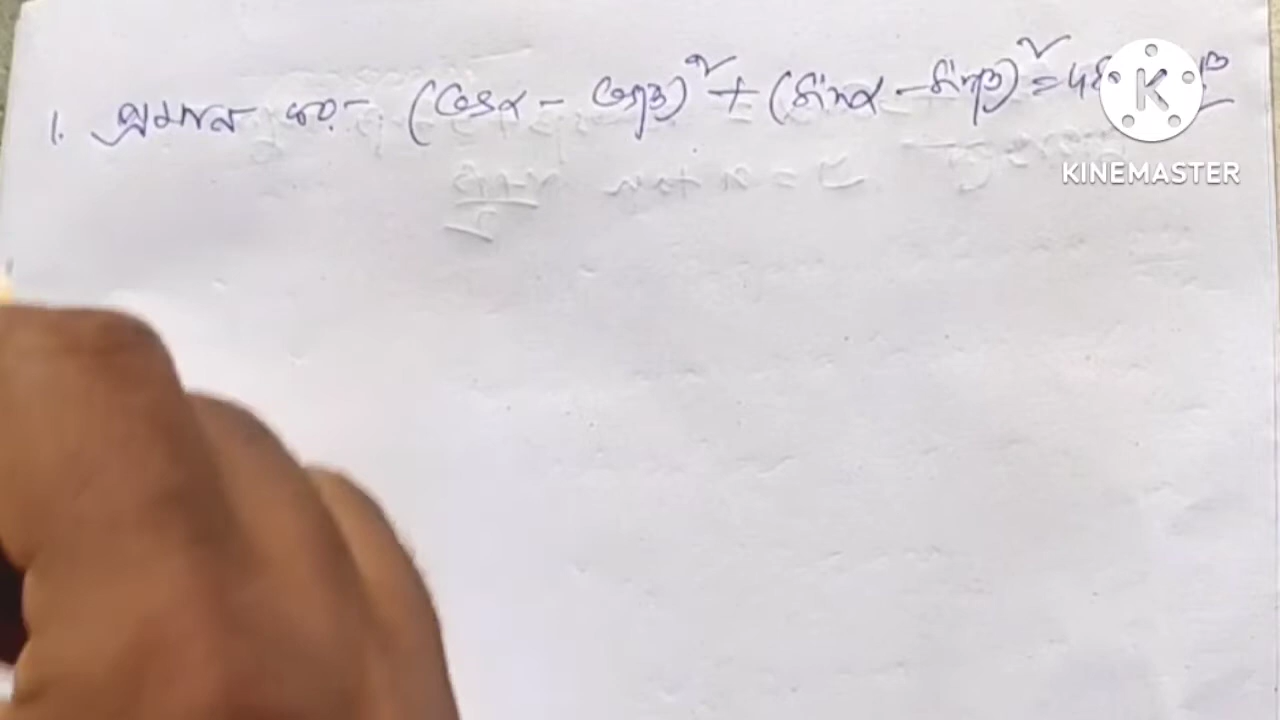 1. প্রমাণ কর- (cosα - cosβ)² + (sinα - sinβ)² = 4
KINEMASTER